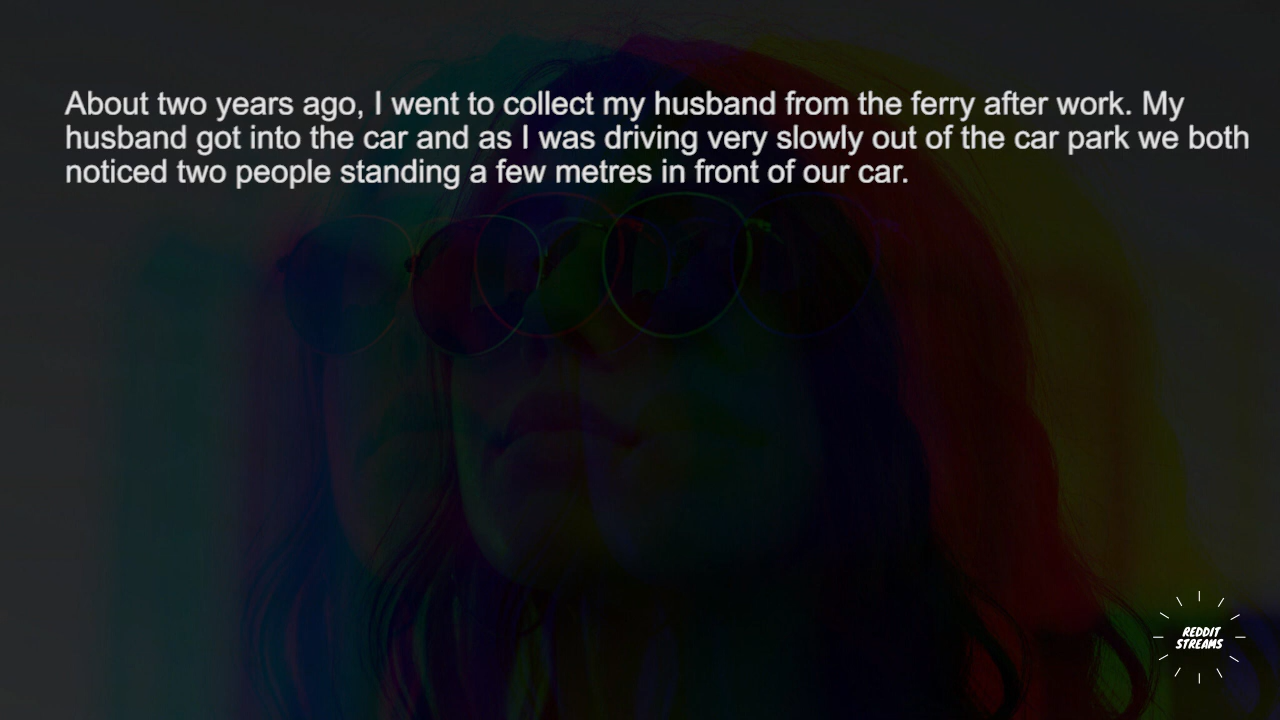 About two years ago, I went to collect my husband from the ferry after work. My
husband got into the car and as I was driving very slowly out of the car park we both
noticed two people standing a few metres in front of our car.
REDDIT
STREAMS